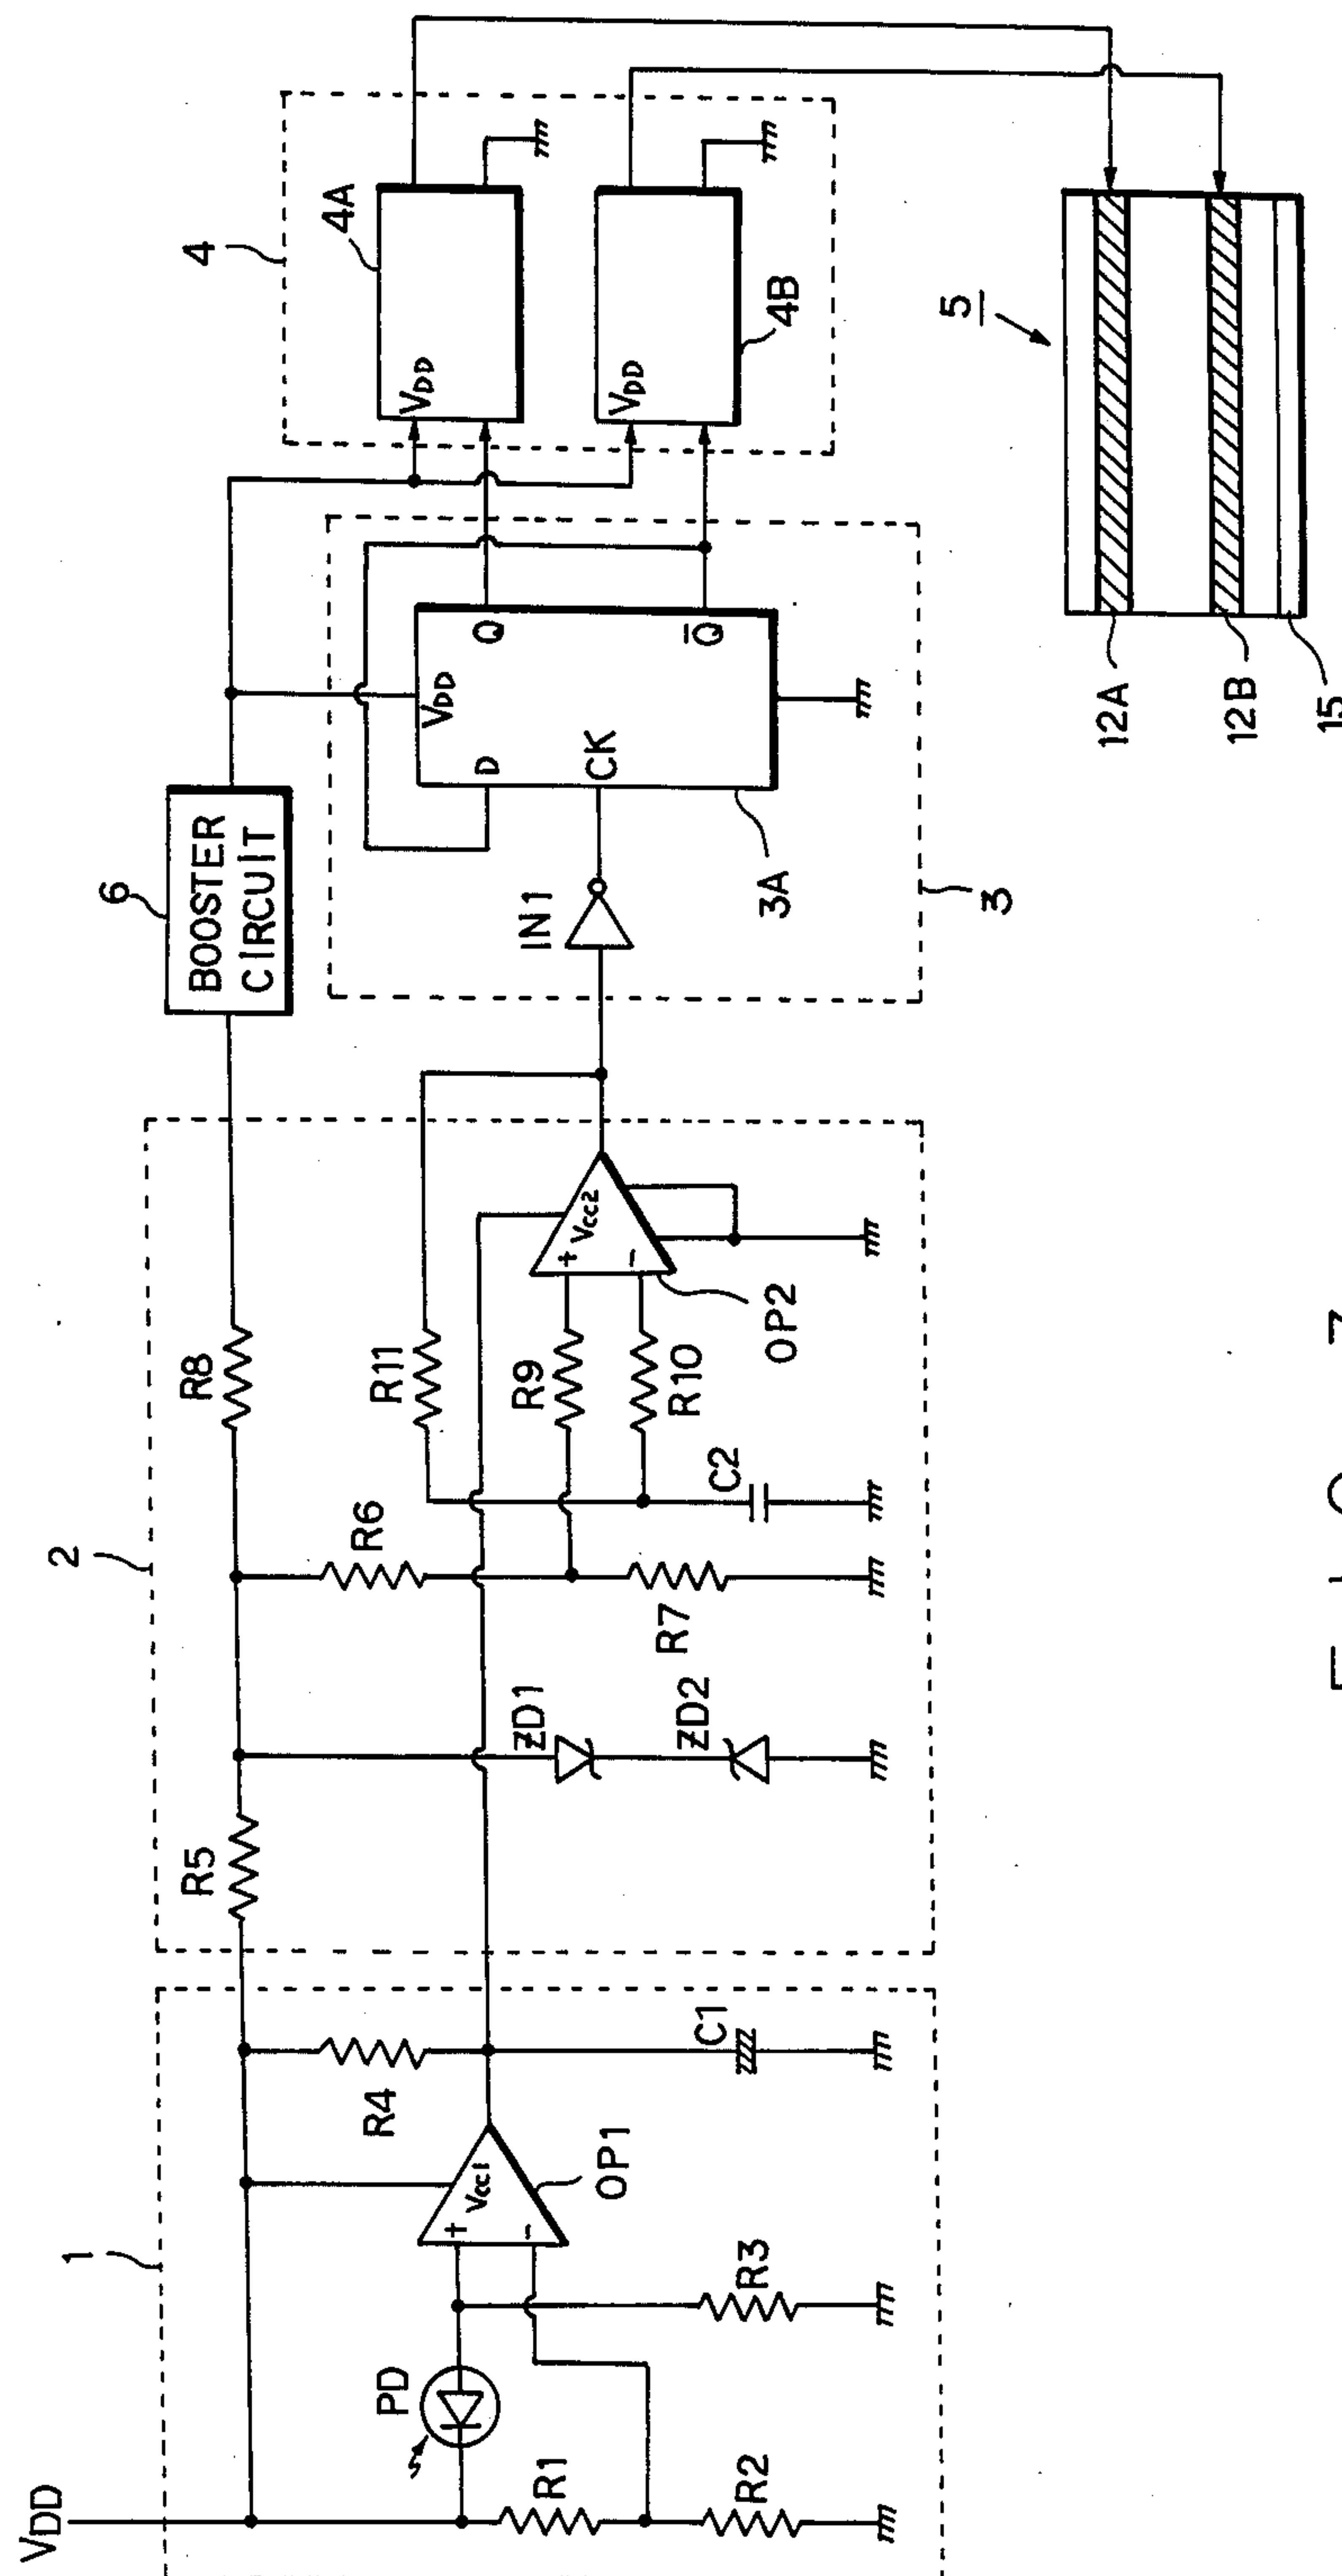 VDD
1
PD
R1
R2
R3
Vcc1
+
-
OP1
R4
C1
2
R5
ZD1
ZD2
R6
R7
R8
R11
R9
R10
C2
Vcc2
+
-
OP2
6
BOOSTER
CIRCUIT
3
IN1
VDD
D
CK
Q
Q̅
3A
4
4A
VDD
4B
VDD
5
12A
12B
15